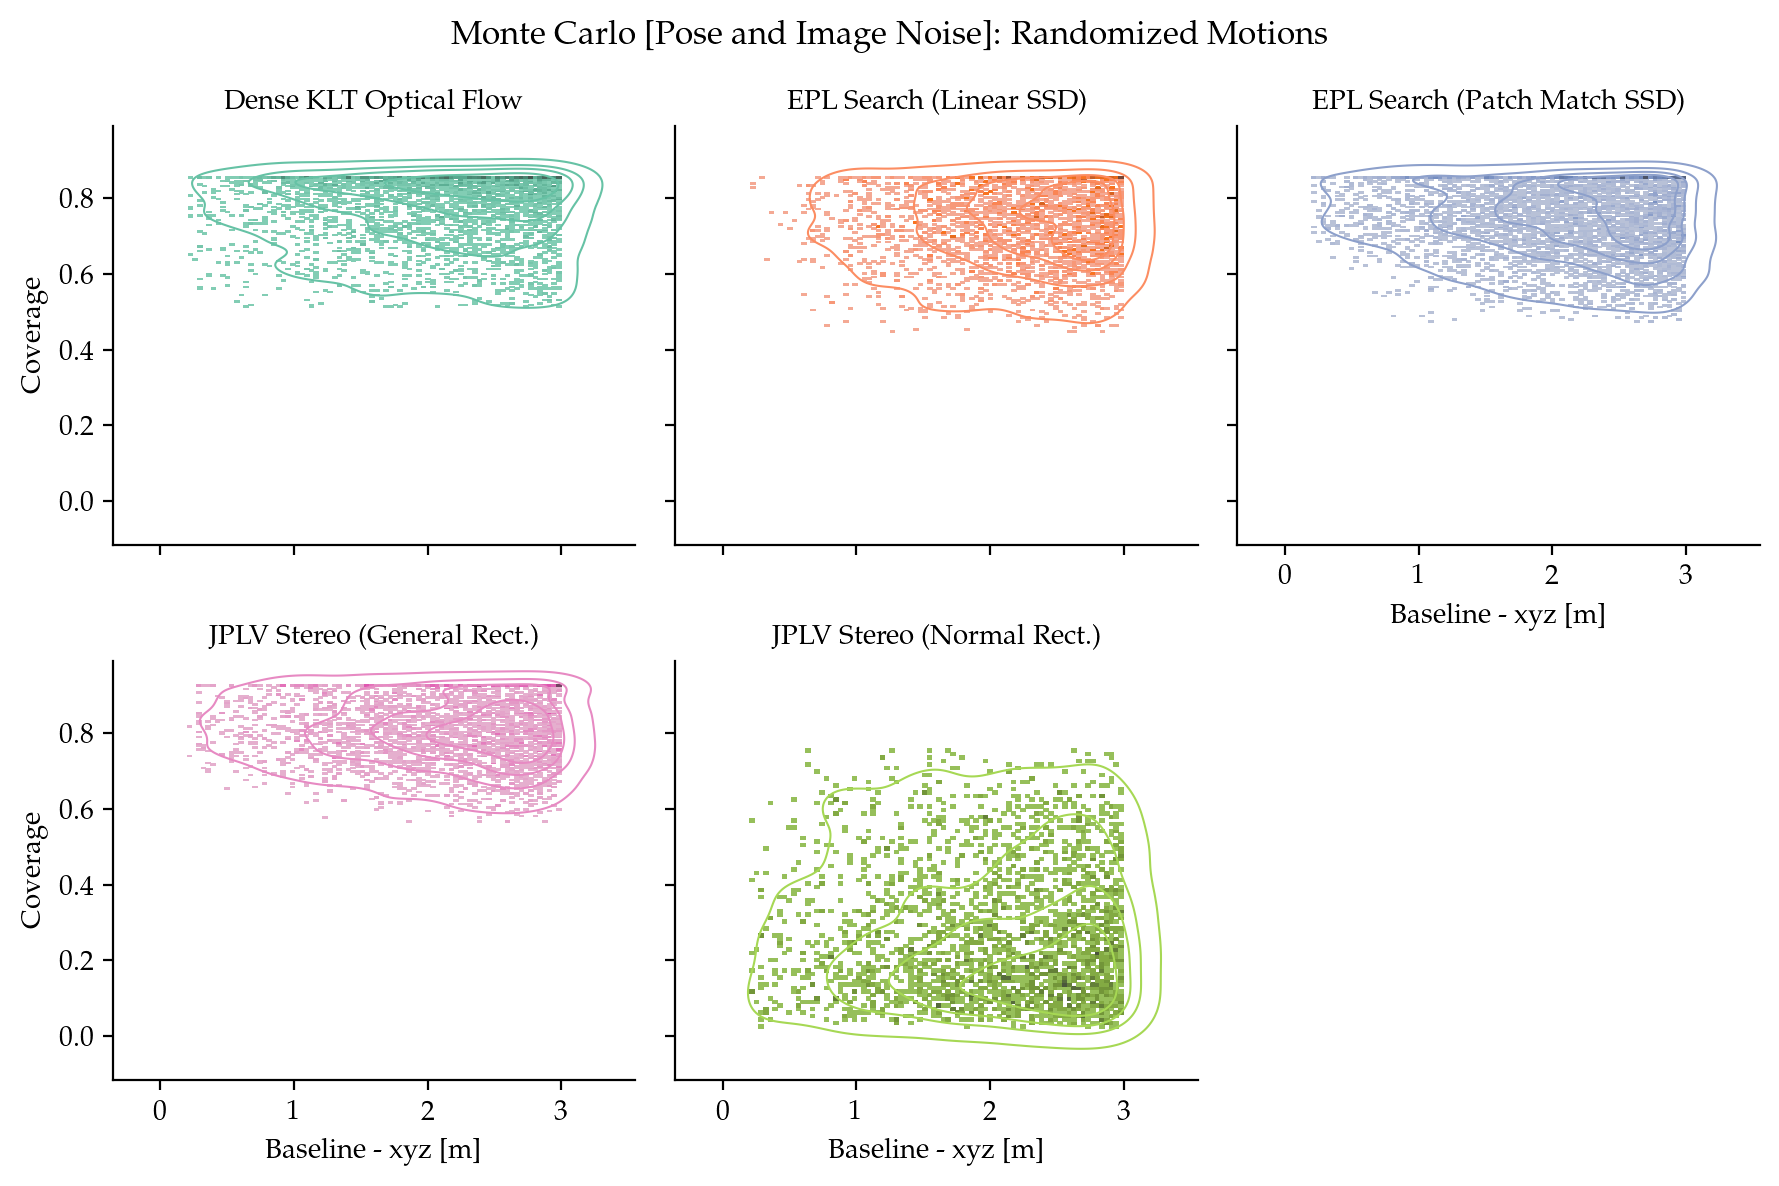 Monte Carlo [Pose and Image Noise]: Randomized Motions
Dense KLT Optical Flow
EPL Search (Linear SSD)
EPL Search (Patch Match SSD)
Coverage
0.8
0.6
0.4
0.2
0.0
0 1 2 3
Baseline - xyz [m]
JPLV Stereo (General Rect.)
JPLV Stereo (Normal Rect.)
Coverage
0.8
0.6
0.4
0.2
0.0
0 1 2 3
0 1 2 3
Baseline - xyz [m]
Baseline - xyz [m]